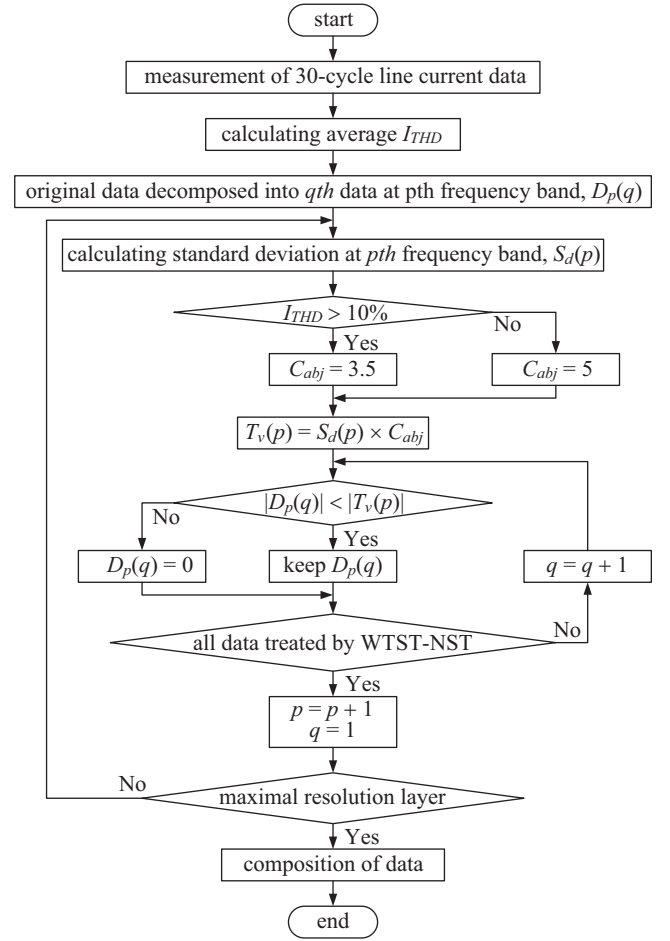 start
measurement of 30-cycle line current data
calculating average I_THD
original data decomposed into qth data at pth frequency band, D_p(q)
calculating standard deviation at pth frequency band, S_d(p)
I_THD > 10%
No
Yes
C_abj = 3.5
C_abj = 5
T_v(p) = S_d(p) × C_abj
|D_p(q)| < |T_v(p)|
No
Yes
D_p(q) = 0
keep D_p(q)
q = q + 1
all data treated by WTST-NST
No
Yes
p = p + 1
q = 1
No
maximal resolution layer
Yes
composition of data
end